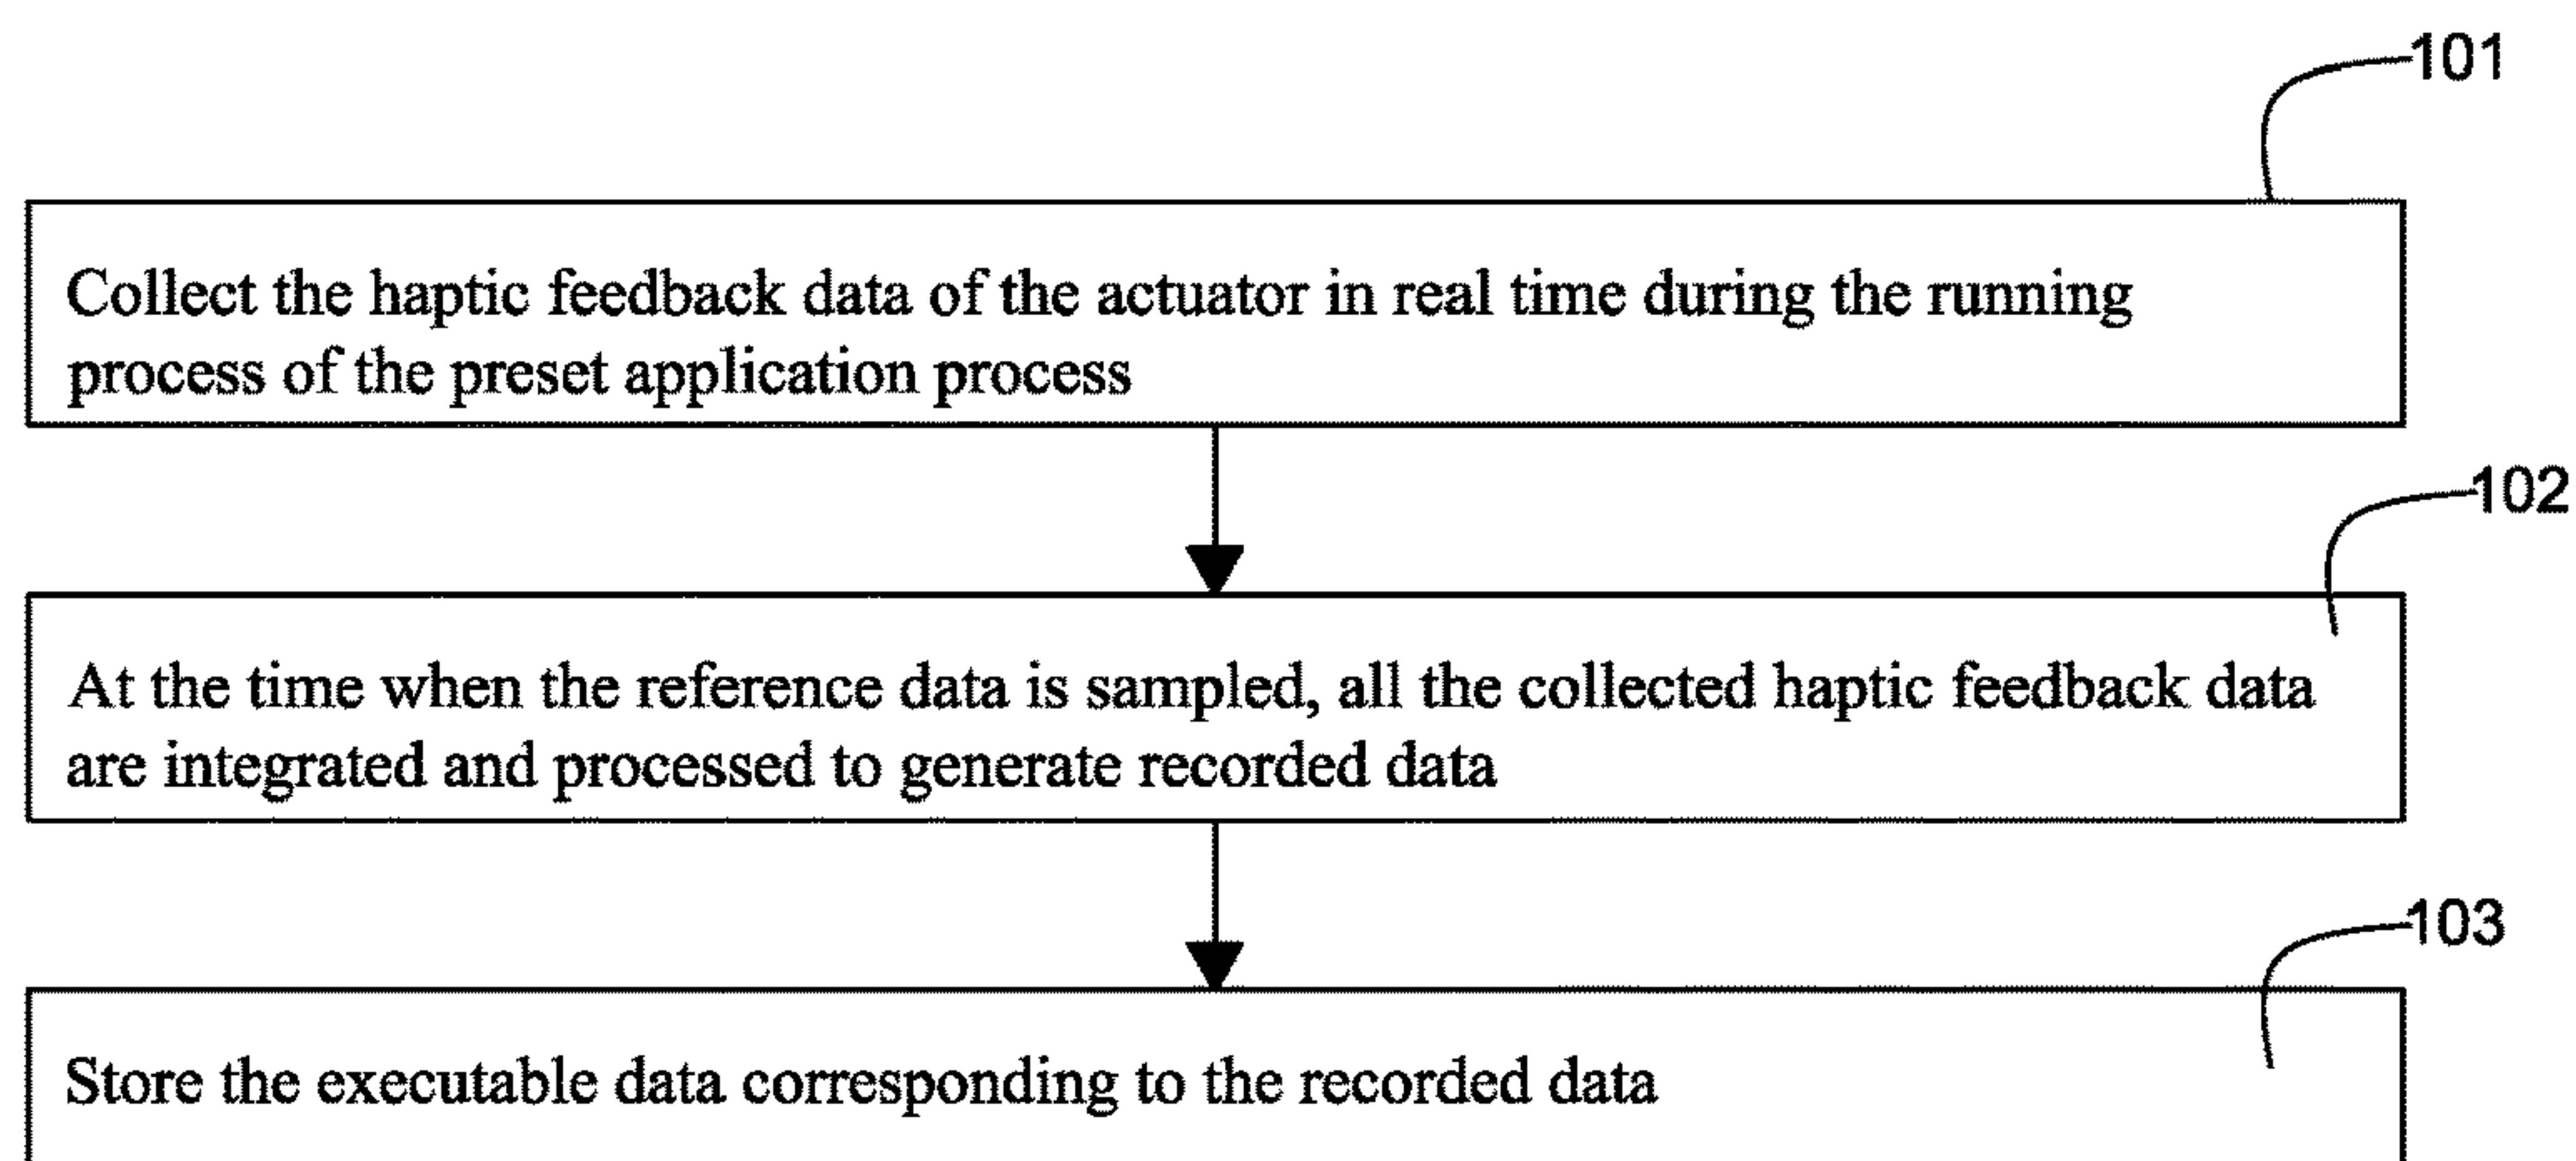 101
Collect the haptic feedback data of the actuator in real time during the running
process of the preset application process
102
At the time when the reference data is sampled, all the collected haptic feedback data
are integrated and processed to generate recorded data
103
Store the executable data corresponding to the recorded data